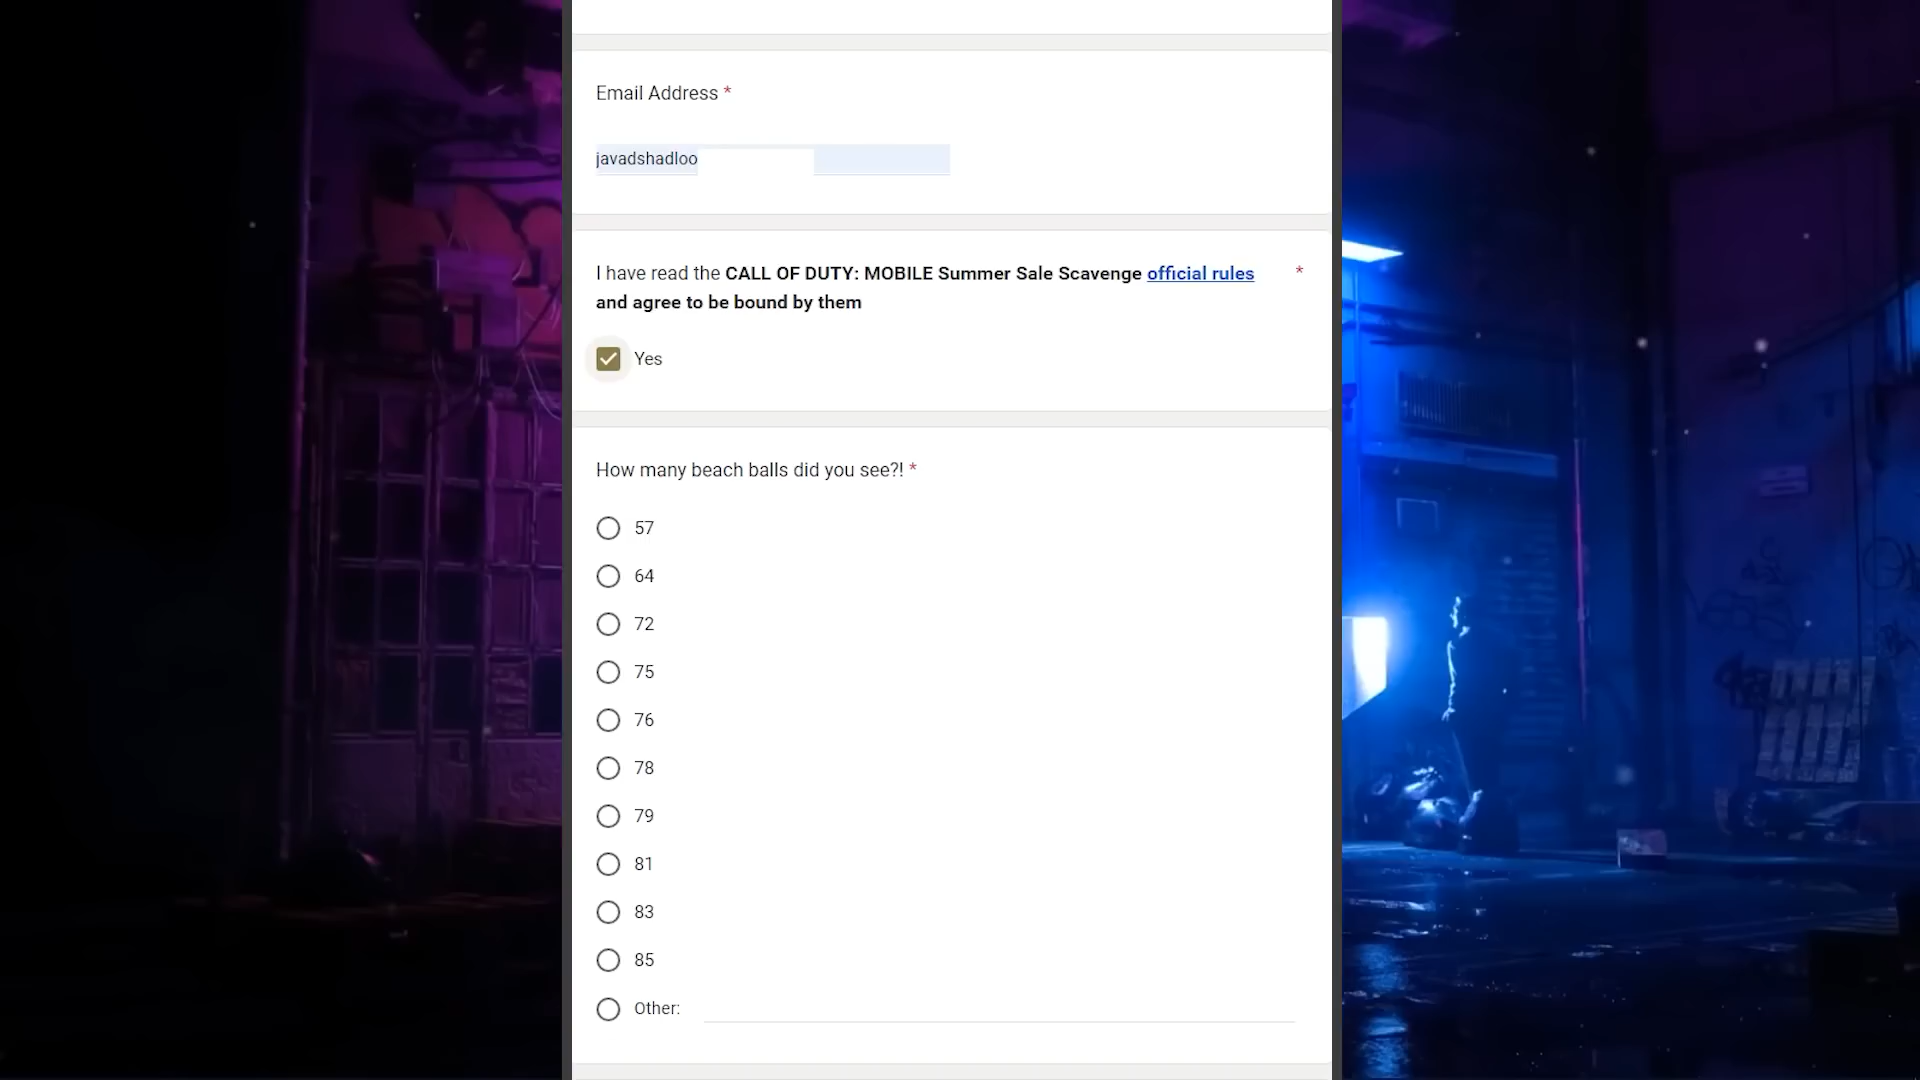 Email Address *
javadshadloo
I have read the CALL OF DUTY: MOBILE Summer Sale Scavenge official rules *
and agree to be bound by them
Yes
How many beach balls did you see?! *
57
64
72
75
76
78
79
81
83
85
Other: